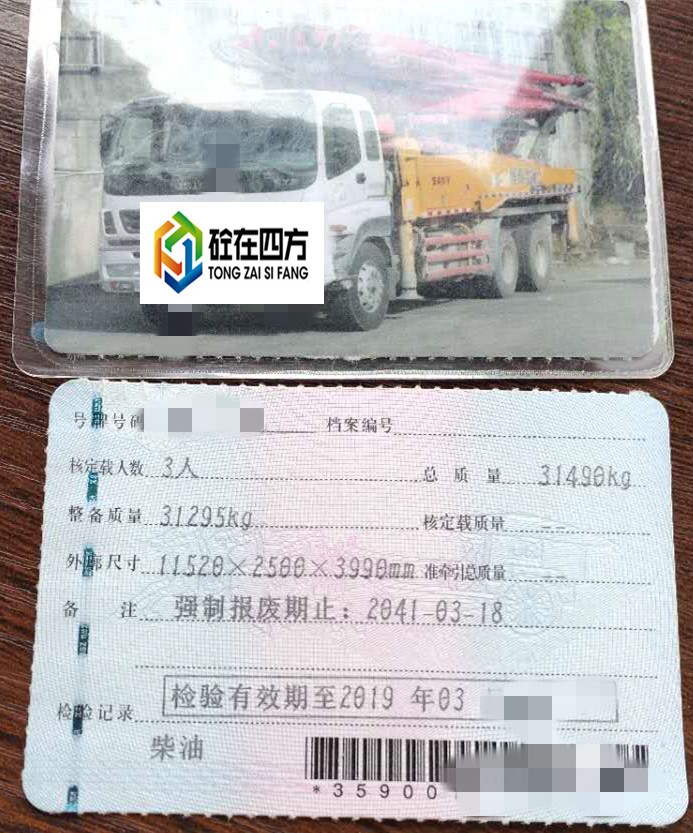 SANY
砼在四方
TONG ZAI SI FANG
号牌号码
档案编号
核定载人数 3人 总质量 31490kg
整备质量 31295kg 核定载质量 --
外廓尺寸 11520×2500×3990mm 准牵引总质量 --
备注 强制报废期止：2041-03-18
检验记录 检验有效期至2019 年03
柴油
*35900